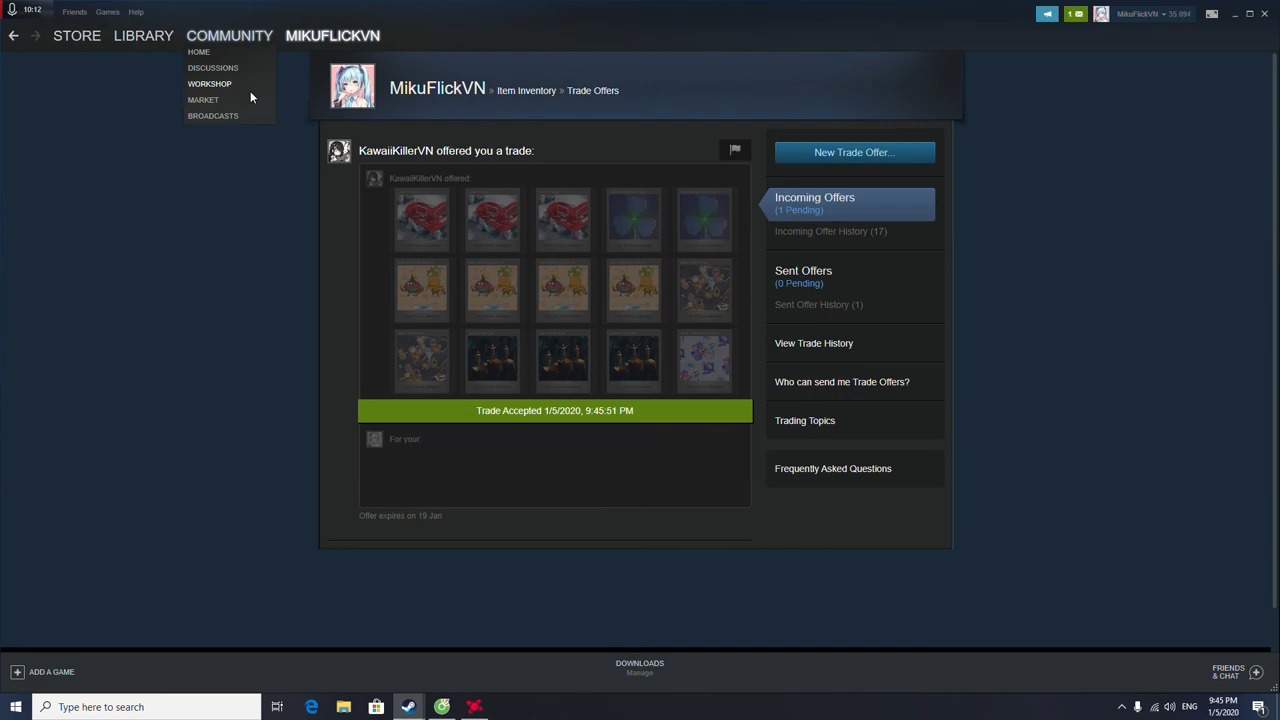 10:12
Friends Games Help
1
MikuFlickVN
35.09₫
STORE LIBRARY COMMUNITY MIKUFLICKVN
HOME
DISCUSSIONS
WORKSHOP
MARKET
BROADCASTS
MikuFlickVN » Item Inventory » Trade Offers
KawaiiKillerVN offered you a trade:
KawaiiKillerVN offered:
Trade Accepted 1/5/2020, 9:45:51 PM
For your:
Offer expires on 19 Jan
New Trade Offer...
Incoming Offers
(1 Pending)
Incoming Offer History (17)
Sent Offers
(0 Pending)
Sent Offer History (1)
View Trade History
Who can send me Trade Offers?
Trading Topics
Frequently Asked Questions
ADD A GAME
DOWNLOADS
Manage
FRIENDS
& CHAT
Type here to search
ENG
9:45 PM
1/5/2020
1